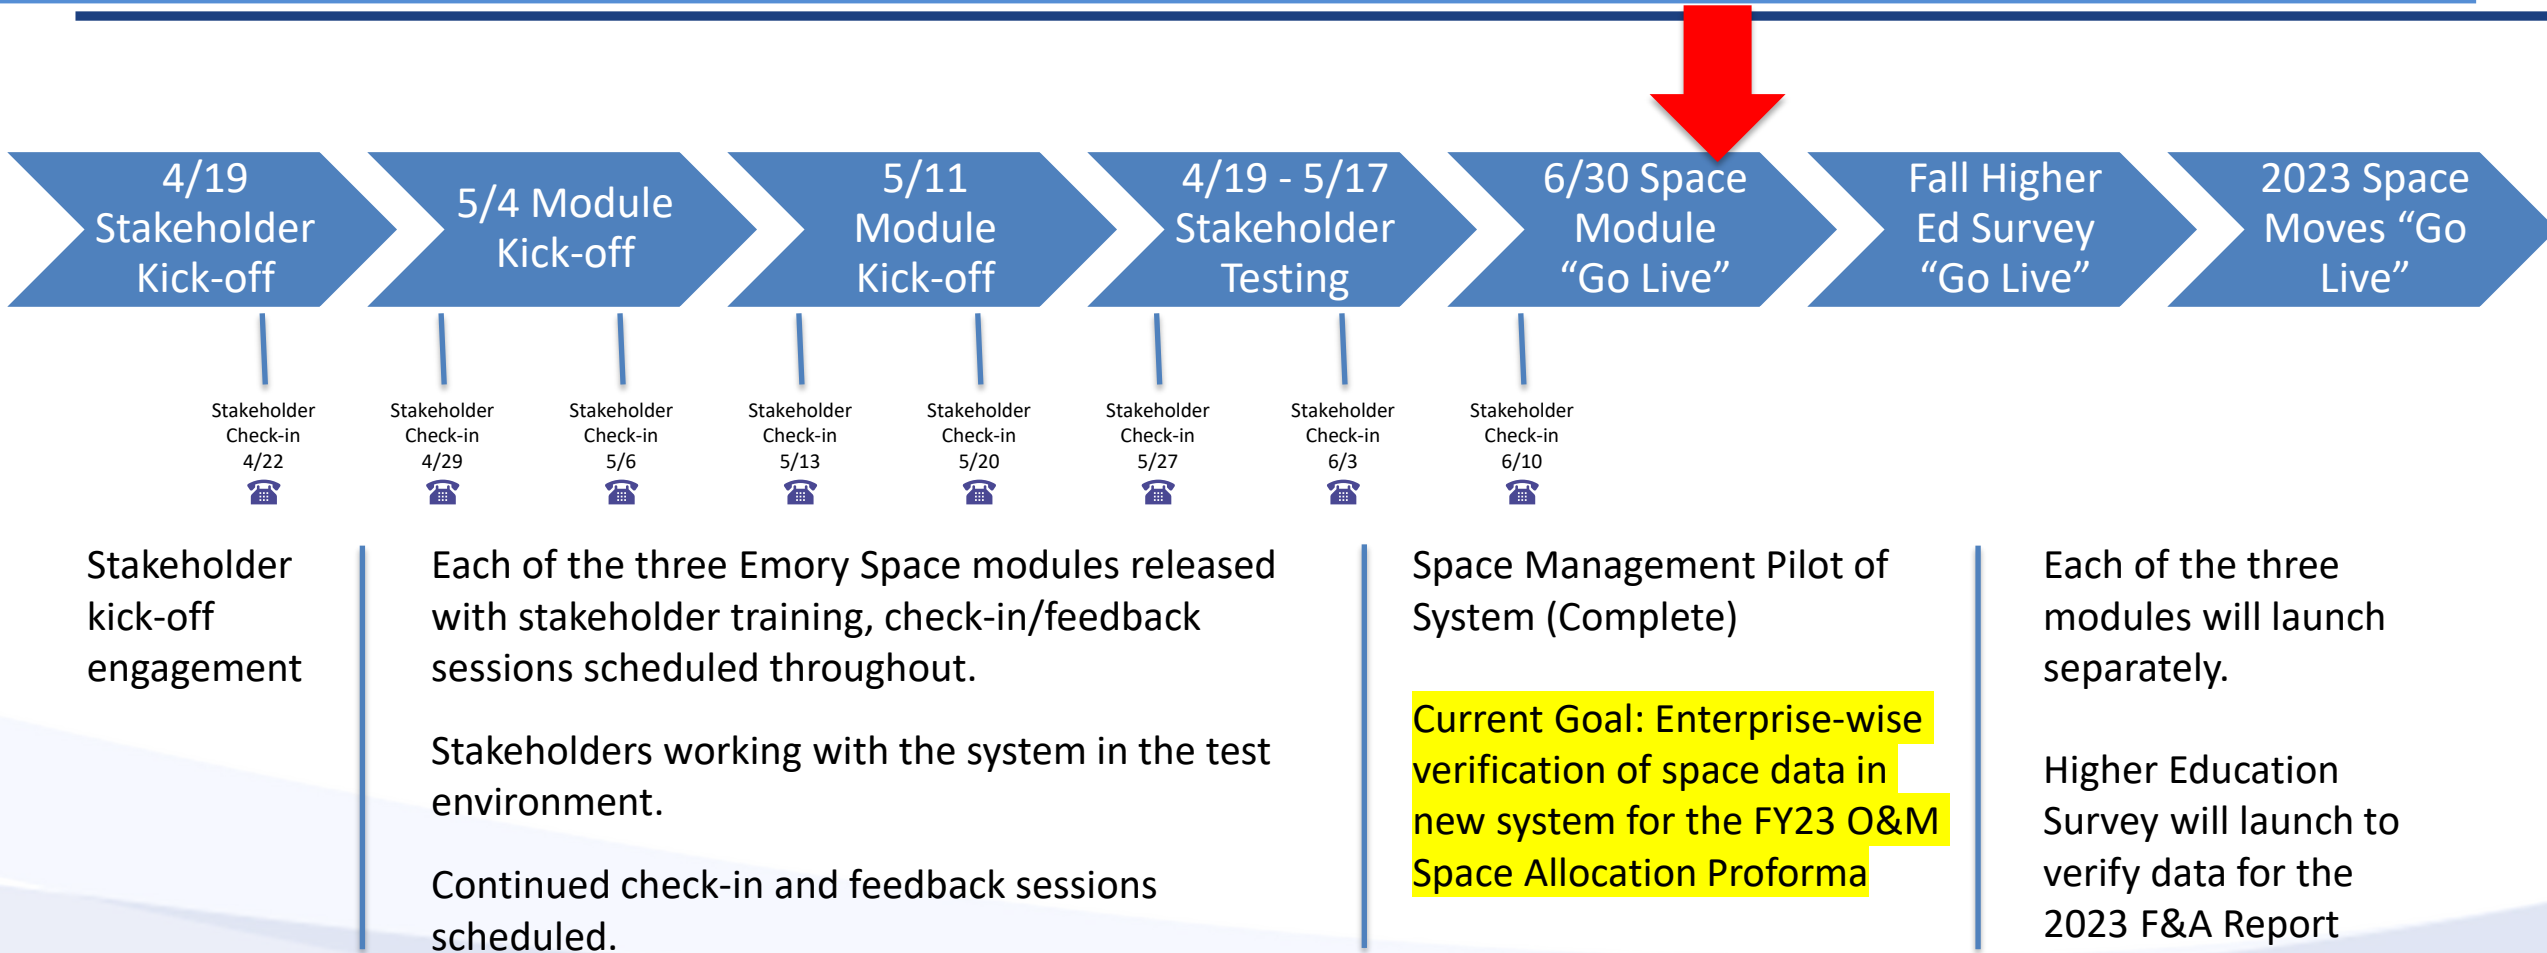 4/19
Stakeholder
Kick-off
5/4 Module
Kick-off
5/11
Module
Kick-off
4/19 - 5/17
Stakeholder
Testing
6/30 Space
Module
“Go Live”
Fall Higher
Ed Survey
“Go Live”
2023 Space
Moves “Go
Live”
Stakeholder
Check-in
4/22
Stakeholder
Check-in
4/29
Stakeholder
Check-in
5/6
Stakeholder
Check-in
5/13
Stakeholder
Check-in
5/20
Stakeholder
Check-in
5/27
Stakeholder
Check-in
6/3
Stakeholder
Check-in
6/10
Stakeholder
kick-off
engagement
Each of the three Emory Space modules released
with stakeholder training, check-in/feedback
sessions scheduled throughout.
Stakeholders working with the system in the test
environment.
Continued check-in and feedback sessions
scheduled.
Space Management Pilot of
System (Complete)
Current Goal: Enterprise-wise
verification of space data in
new system for the FY23 O&M
Space Allocation Proforma
Each of the three
modules will launch
separately.
Higher Education
Survey will launch to
verify data for the
2023 F&A Report